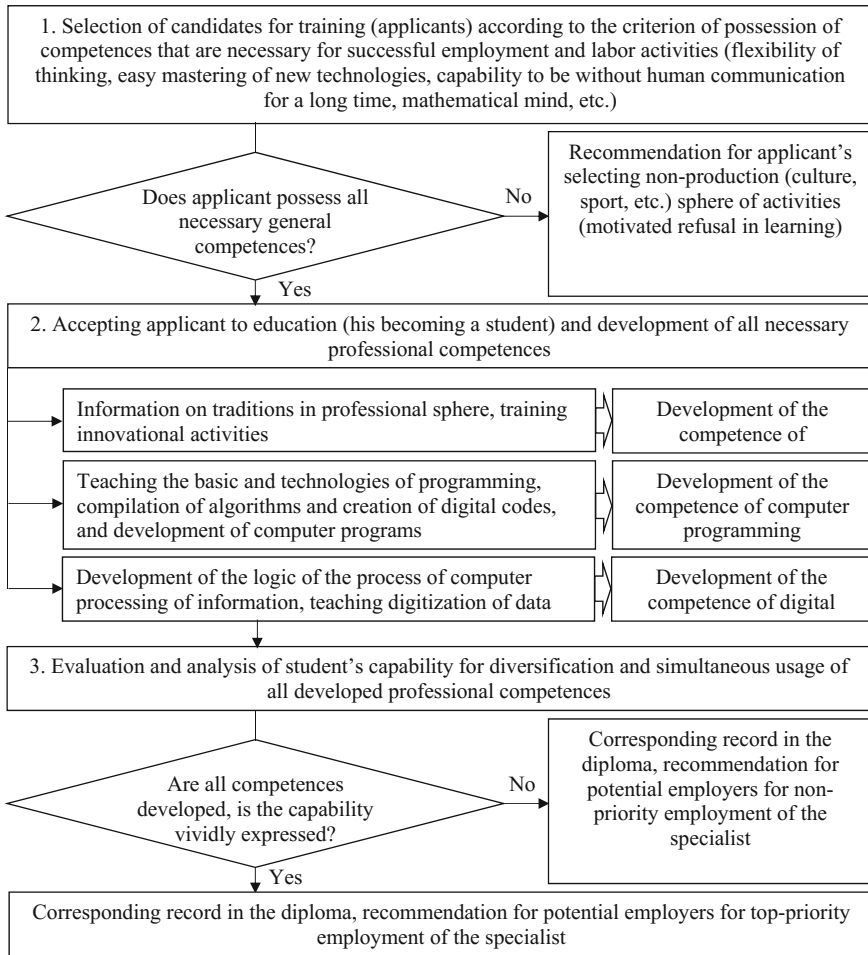 1. Selection of candidates for training (applicants) according to the criterion of possession of
competences that are necessary for successful employment and labor activities (flexibility of
thinking, easy mastering of new technologies, capability to be without human communication
for a long time, mathematical mind, etc.)
Does applicant possess all
necessary general
competences?
No
Recommendation for applicant's
selecting non-production (culture,
sport, etc.) sphere of activities
(motivated refusal in learning)
Yes
2. Accepting applicant to education (his becoming a student) and development of all necessary
professional competences
Information on traditions in professional sphere, training
innovational activities
Development of the
competence of
Teaching the basic and technologies of programming,
compilation of algorithms and creation of digital codes,
and development of computer programs
Development of the
competence of computer
programming
Development of the logic of the process of computer
processing of information, teaching digitization of data
Development of the
competence of digital
3. Evaluation and analysis of student's capability for diversification and simultaneous usage of
all developed professional competences
Are all competences
developed, is the capability
vividly expressed?
No
Corresponding record in the
diploma, recommendation for
potential employers for non-
priority employment of the
specialist
Yes
Corresponding record in the diploma, recommendation for potential employers for top-priority
employment of the specialist